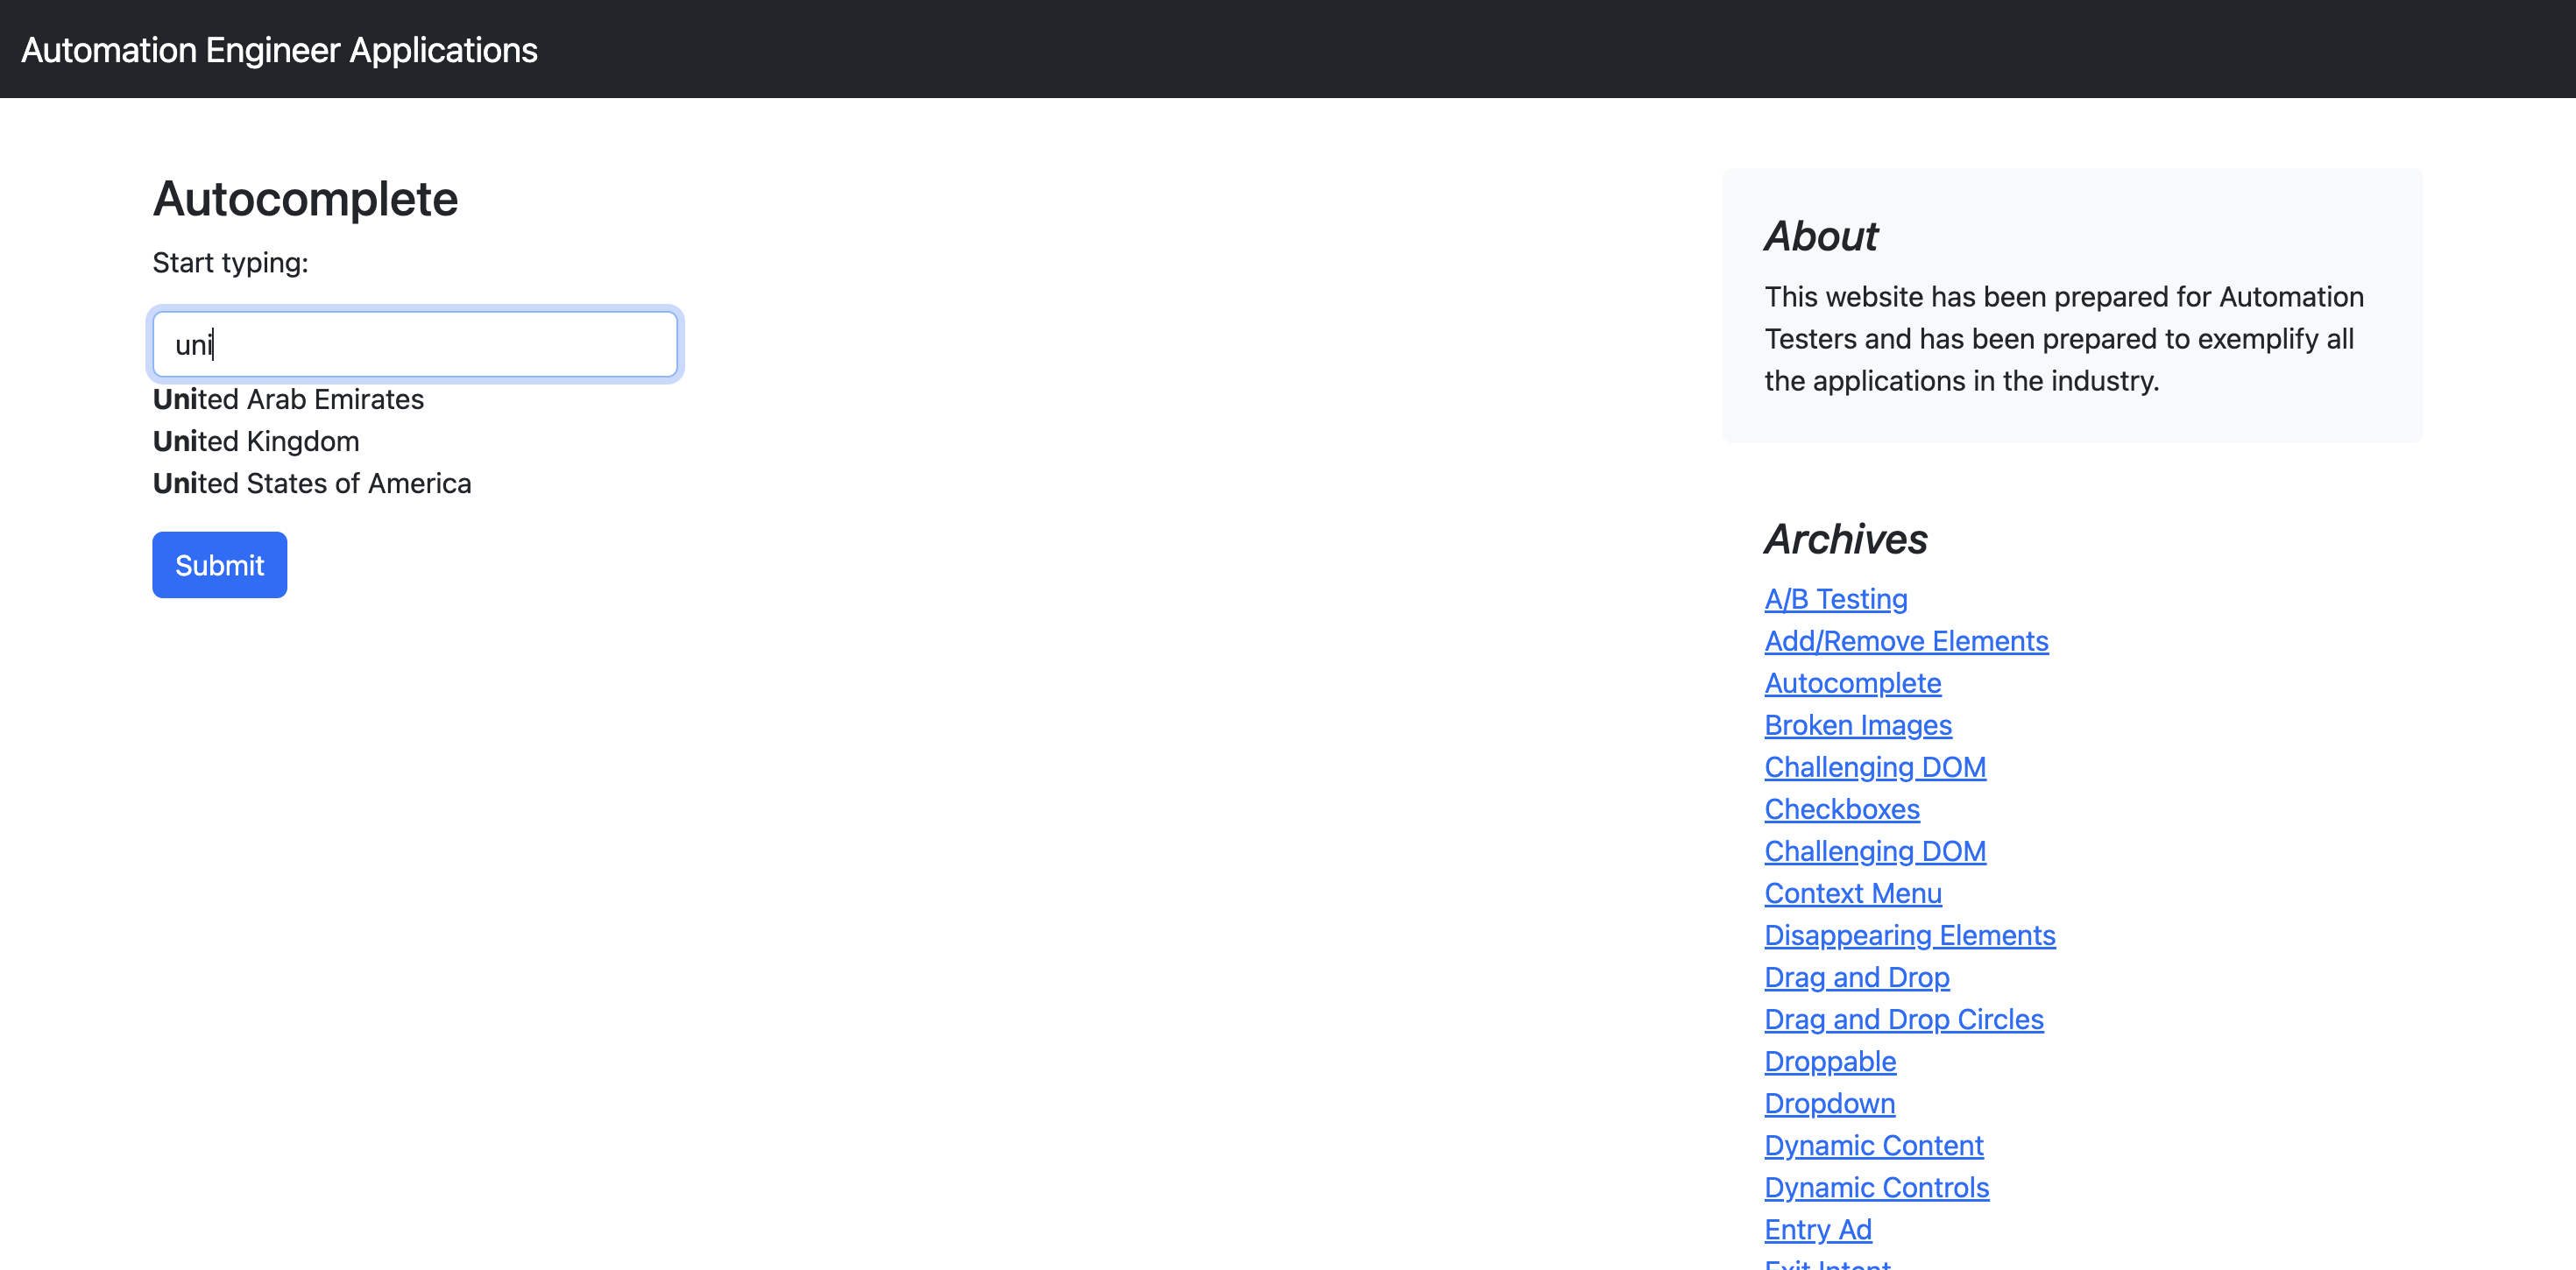 Automation Engineer Applications
Autocomplete
Start typing:
uni
United Arab Emirates
United Kingdom
United States of America
Submit
About
This website has been prepared for Automation
Testers and has been prepared to exemplify all
the applications in the industry.
Archives
A/B Testing
Add/Remove Elements
Autocomplete
Broken Images
Challenging DOM
Checkboxes
Challenging DOM
Context Menu
Disappearing Elements
Drag and Drop
Drag and Drop Circles
Droppable
Dropdown
Dynamic Content
Dynamic Controls
Entry Ad
Exit Intent